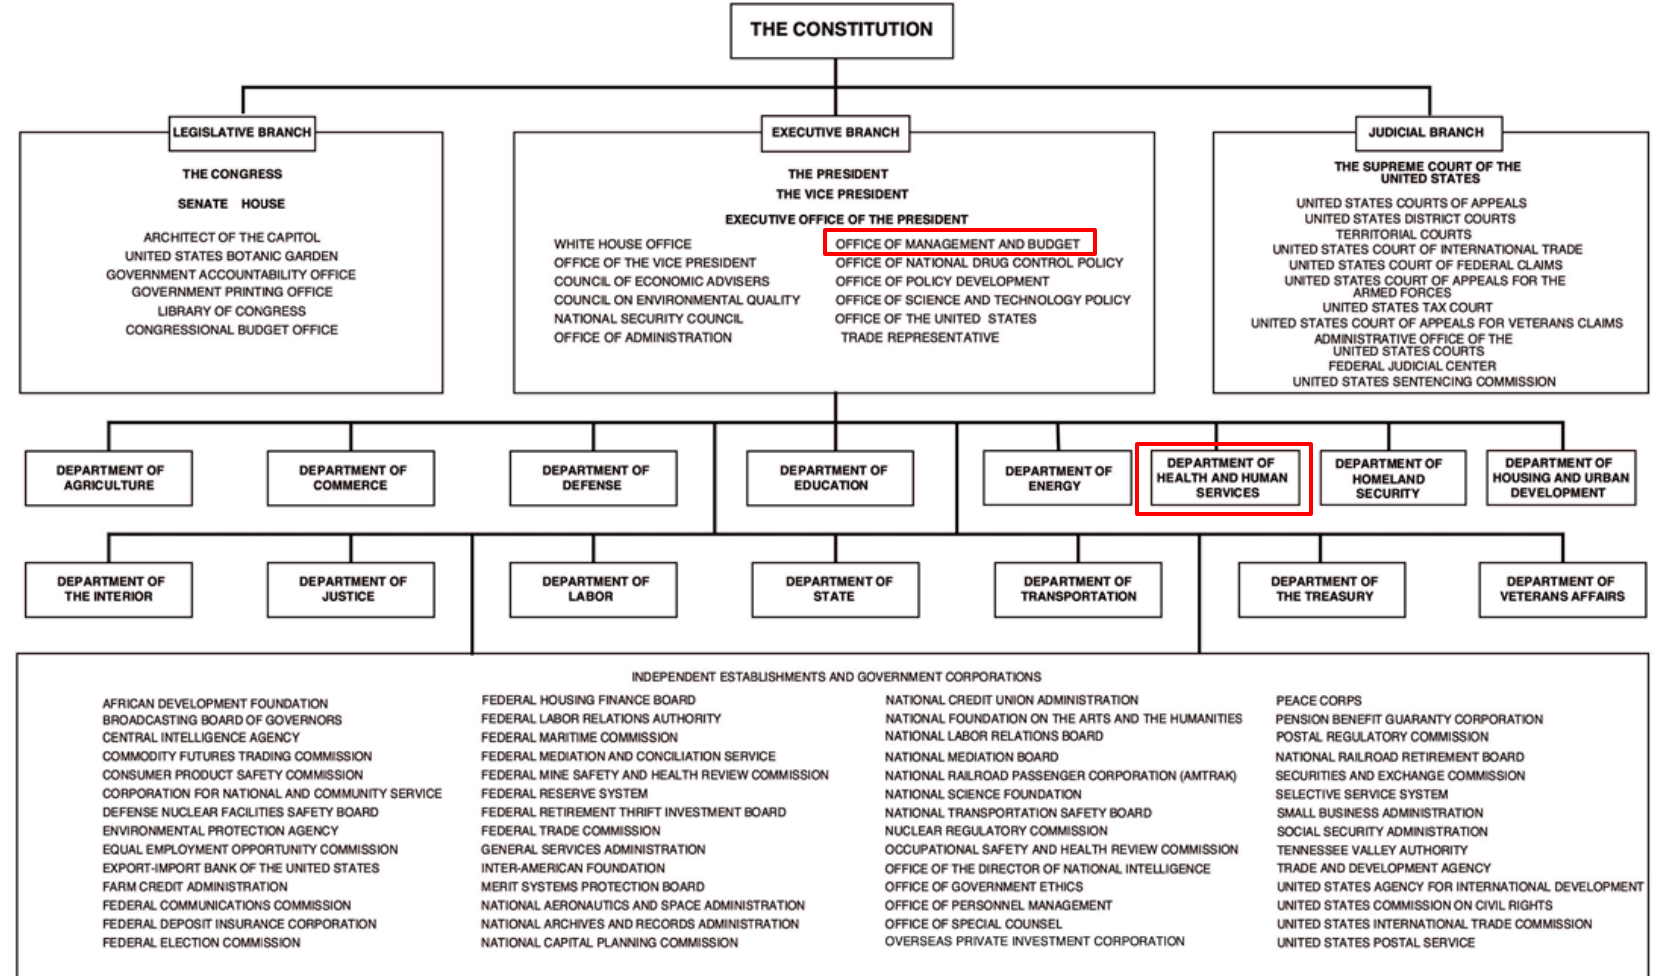 THE CONSTITUTION
LEGISLATIVE BRANCH
THE CONGRESS
SENATE HOUSE
ARCHITECT OF THE CAPITOL
UNITED STATES BOTANIC GARDEN
GOVERNMENT ACCOUNTABILITY OFFICE
GOVERNMENT PRINTING OFFICE
LIBRARY OF CONGRESS
CONGRESSIONAL BUDGET OFFICE
EXECUTIVE BRANCH
THE PRESIDENT
THE VICE PRESIDENT
EXECUTIVE OFFICE OF THE PRESIDENT
WHITE HOUSE OFFICE
OFFICE OF THE VICE PRESIDENT
COUNCIL OF ECONOMIC ADVISERS
COUNCIL ON ENVIRONMENTAL QUALITY
NATIONAL SECURITY COUNCIL
OFFICE OF ADMINISTRATION
OFFICE OF MANAGEMENT AND BUDGET
OFFICE OF NATIONAL DRUG CONTROL POLICY
OFFICE OF POLICY DEVELOPMENT
OFFICE OF SCIENCE AND TECHNOLOGY POLICY
OFFICE OF THE UNITED STATES
TRADE REPRESENTATIVE
JUDICIAL BRANCH
THE SUPREME COURT OF THE
UNITED STATES
UNITED STATES COURTS OF APPEALS
UNITED STATES DISTRICT COURTS
TERRITORIAL COURTS
UNITED STATES COURT OF INTERNATIONAL TRADE
UNITED STATES COURT OF FEDERAL CLAIMS
UNITED STATES COURT OF APPEALS FOR THE
ARMED FORCES
UNITED STATES TAX COURT
UNITED STATES COURT OF APPEALS FOR VETERANS CLAIMS
ADMINISTRATIVE OFFICE OF THE
UNITED STATES COURTS
FEDERAL JUDICIAL CENTER
UNITED STATES SENTENCING COMMISSION
DEPARTMENT OF
AGRICULTURE
DEPARTMENT OF
COMMERCE
DEPARTMENT OF
DEFENSE
DEPARTMENT OF
EDUCATION
DEPARTMENT OF
ENERGY
DEPARTMENT OF
HEALTH AND HUMAN
SERVICES
DEPARTMENT OF
HOMELAND
SECURITY
DEPARTMENT OF
HOUSING AND URBAN
DEVELOPMENT
DEPARTMENT OF
THE INTERIOR
DEPARTMENT OF
JUSTICE
DEPARTMENT OF
LABOR
DEPARTMENT OF
STATE
DEPARTMENT OF
TRANSPORTATION
DEPARTMENT OF
THE TREASURY
DEPARTMENT OF
VETERANS AFFAIRS
INDEPENDENT ESTABLISHMENTS AND GOVERNMENT CORPORATIONS
AFRICAN DEVELOPMENT FOUNDATION
BROADCASTING BOARD OF GOVERNORS
CENTRAL INTELLIGENCE AGENCY
COMMODITY FUTURES TRADING COMMISSION
CONSUMER PRODUCT SAFETY COMMISSION
CORPORATION FOR NATIONAL AND COMMUNITY SERVICE
DEFENSE NUCLEAR FACILITIES SAFETY BOARD
ENVIRONMENTAL PROTECTION AGENCY
EQUAL EMPLOYMENT OPPORTUNITY COMMISSION
EXPORT-IMPORT BANK OF THE UNITED STATES
FARM CREDIT ADMINISTRATION
FEDERAL COMMUNICATIONS COMMISSION
FEDERAL DEPOSIT INSURANCE CORPORATION
FEDERAL ELECTION COMMISSION
FEDERAL HOUSING FINANCE BOARD
FEDERAL LABOR RELATIONS AUTHORITY
FEDERAL MARITIME COMMISSION
FEDERAL MEDIATION AND CONCILIATION SERVICE
FEDERAL MINE SAFETY AND HEALTH REVIEW COMMISSION
FEDERAL RESERVE SYSTEM
FEDERAL RETIREMENT THRIFT INVESTMENT BOARD
FEDERAL TRADE COMMISSION
GENERAL SERVICES ADMINISTRATION
INTER-AMERICAN FOUNDATION
MERIT SYSTEMS PROTECTION BOARD
NATIONAL AERONAUTICS AND SPACE ADMINISTRATION
NATIONAL ARCHIVES AND RECORDS ADMINISTRATION
NATIONAL CAPITAL PLANNING COMMISSION
NATIONAL CREDIT UNION ADMINISTRATION
NATIONAL FOUNDATION ON THE ARTS AND THE HUMANITIES
NATIONAL LABOR RELATIONS BOARD
NATIONAL MEDIATION BOARD
NATIONAL RAILROAD PASSENGER CORPORATION (AMTRAK)
NATIONAL SCIENCE FOUNDATION
NATIONAL TRANSPORTATION SAFETY BOARD
NUCLEAR REGULATORY COMMISSION
OCCUPATIONAL SAFETY AND HEALTH REVIEW COMMISSION
OFFICE OF THE DIRECTOR OF NATIONAL INTELLIGENCE
OFFICE OF GOVERNMENT ETHICS
OFFICE OF PERSONNEL MANAGEMENT
OFFICE OF SPECIAL COUNSEL
OVERSEAS PRIVATE INVESTMENT CORPORATION
PEACE CORPS
PENSION BENEFIT GUARANTY CORPORATION
POSTAL REGULATORY COMMISSION
NATIONAL RAILROAD RETIREMENT BOARD
SECURITIES AND EXCHANGE COMMISSION
SELECTIVE SERVICE SYSTEM
SMALL BUSINESS ADMINISTRATION
SOCIAL SECURITY ADMINISTRATION
TENNESSEE VALLEY AUTHORITY
TRADE AND DEVELOPMENT AGENCY
UNITED STATES AGENCY FOR INTERNATIONAL DEVELOPMENT
UNITED STATES COMMISSION ON CIVIL RIGHTS
UNITED STATES INTERNATIONAL TRADE COMMISSION
UNITED STATES POSTAL SERVICE